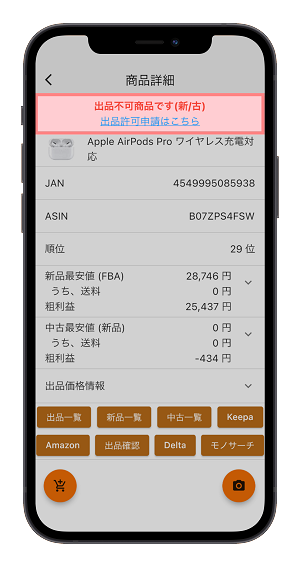 商品詳細
出品不可商品です(新/古)
出品許可申請はこちら
Apple AirPods Pro ワイヤレス充電対
応
JAN 4549995085938
ASIN B07ZPS4FSW
順位 29 位
新品最安値 (FBA) 28,746 円
うち、送料 0 円
粗利益 25,437 円
中古最安値 (新品) 0 円
うち、送料 0 円
粗利益 -434 円
出品価格情報
出品一覧 新品一覧 中古一覧 Keepa
Amazon 出品確認 Delta モノサーチ